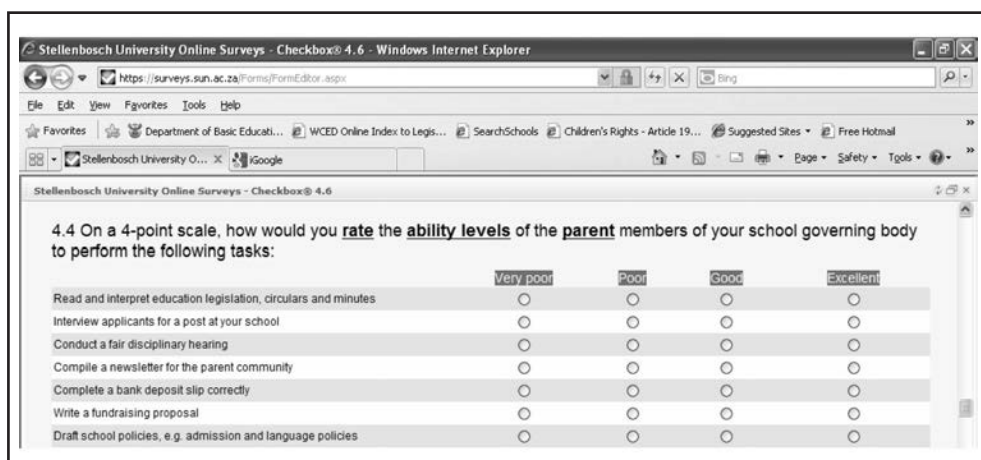 Stellenbosch University Online Surveys - Checkbox® 4.6 - Windows Internet Explorer
https://surveys.sun.ac.za/Forms/FormEditor.aspx
Bing
File Edit View Favorites Tools Help
Favorites Department of Basic Educati... WCED Online Index to Legis... SearchSchools Children's Rights - Article 19... Suggested Sites Free Hotmail
Stellenbosch University O... iGoogle Page Safety Tools
Stellenbosch University Online Surveys - Checkbox® 4.6
4.4 On a 4-point scale, how would you rate the ability levels of the parent members of your school governing body
to perform the following tasks:
Very poor Poor Good Excellent
Read and interpret education legislation, circulars and minutes
Interview applicants for a post at your school
Conduct a fair disciplinary hearing
Compile a newsletter for the parent community
Complete a bank deposit slip correctly
Write a fundraising proposal
Draft school policies, e.g. admission and language policies